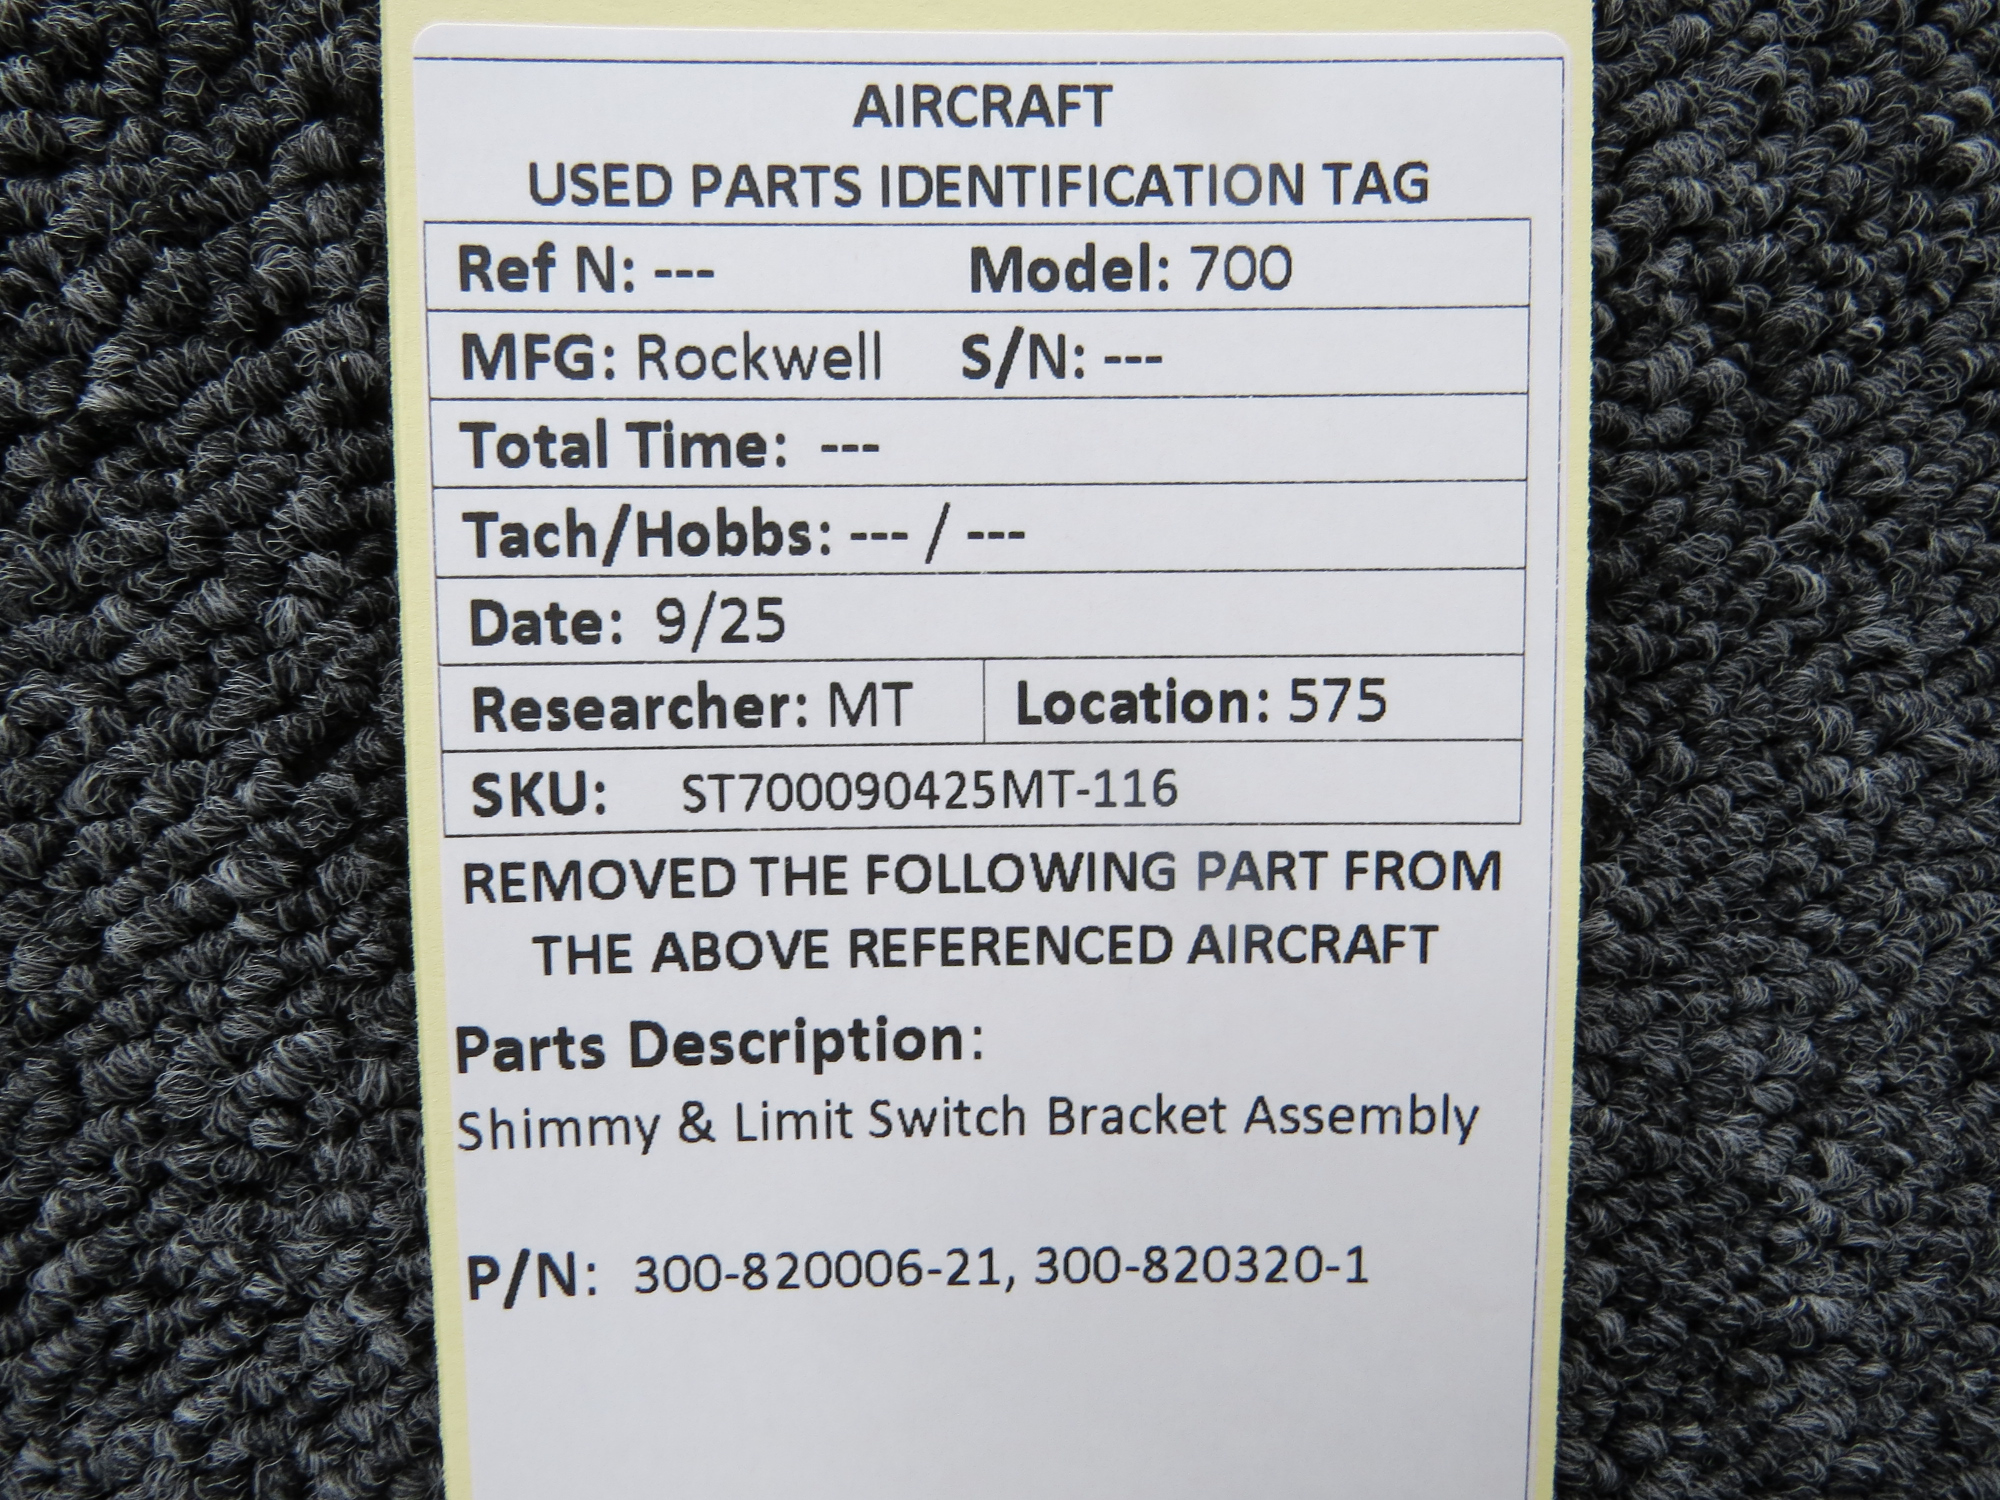 AIRCRAFT
USED PARTS IDENTIFICATION TAG
Ref N: --- Model: 700
MFG: Rockwell S/N: ---
Total Time: ---
Tach/Hobbs: --- / ---
Date: 9/25
Researcher: MT Location: 575
SKU: ST700090425MT-116
REMOVED THE FOLLOWING PART FROM
THE ABOVE REFERENCED AIRCRAFT
Parts Description:
Shimmy & Limit Switch Bracket Assembly
P/N: 300-820006-21, 300-820320-1